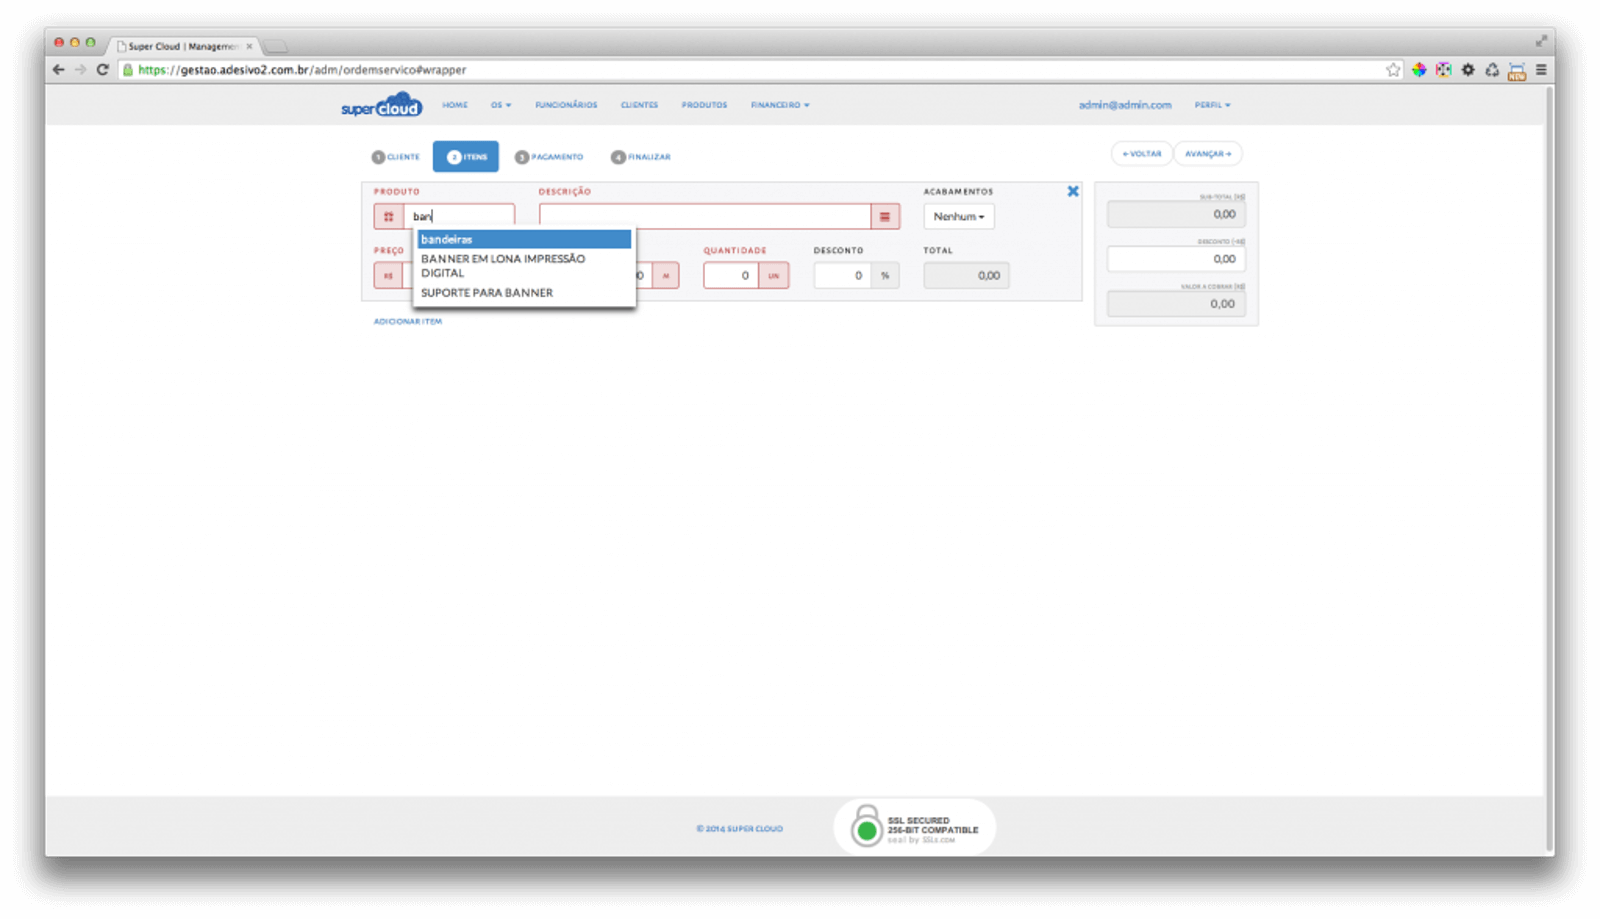 Super Cloud | Managemen
https://gestao.adesivo2.com.br/adm/ordemservico#wrapper
NEW
super cloud
HOME OS FUNCIONÁRIOS CLIENTES PRODUTOS FINANCEIRO admin@admin.com PERFIL
1 CLIENTE 2 ITENS 3 PAGAMENTO 4 FINALIZAR ← VOLTAR AVANÇAR →
PRODUTO DESCRIÇÃO ACABAMENTOS
ban Nenhum
bandeiras
BANNER EM LONA IMPRESSÃO
DIGITAL
SUPORTE PARA BANNER
PREÇO QUANTIDADE DESCONTO TOTAL
R$ 0 M 0 UN 0 % 0,00
ADICIONAR ITEM
SUB-TOTAL (R$)
0,00
DESCONTO (-R$)
0,00
VALOR A COBRAR (R$)
0,00
© 2014 SUPER CLOUD
SSL SECURED
256-BIT COMPATIBLE
seal by SSLs.com